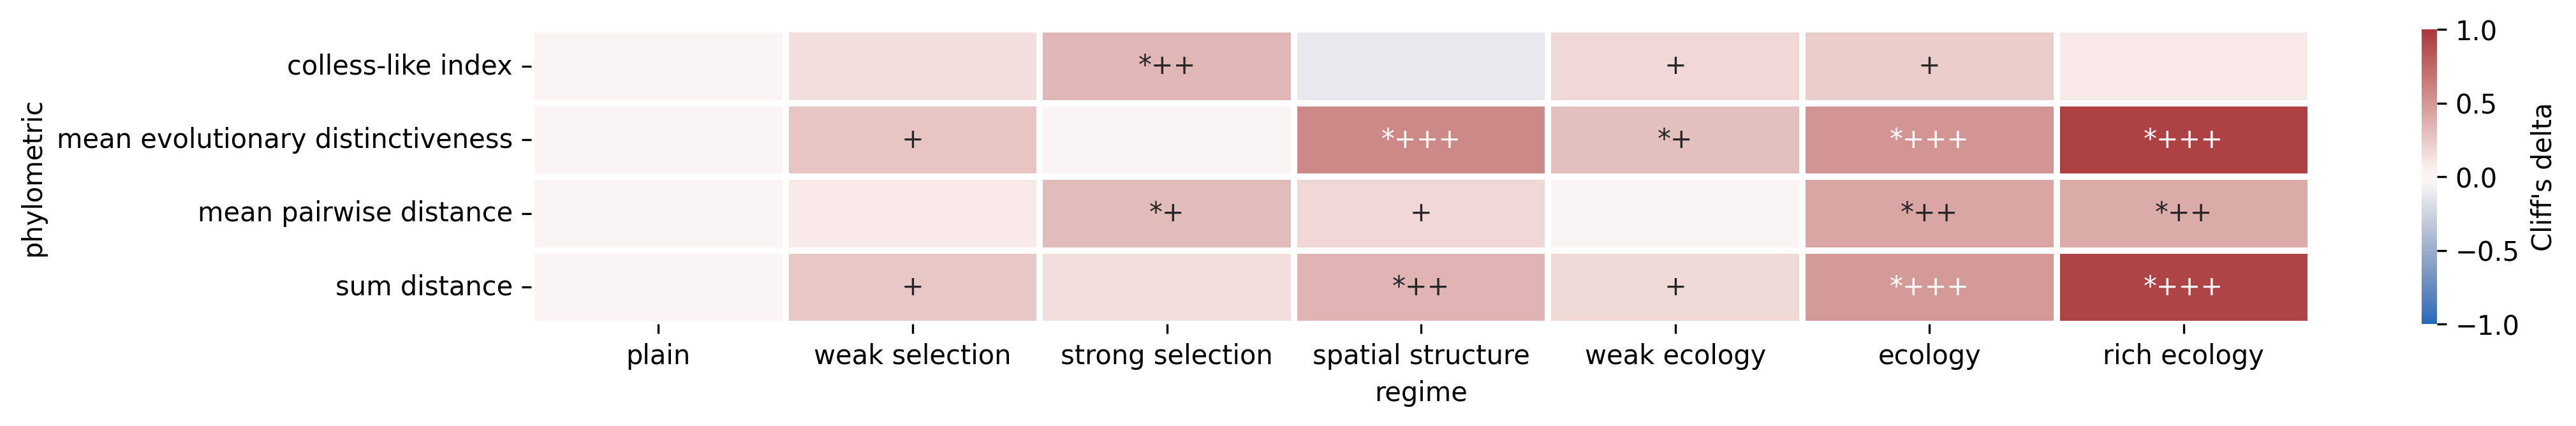 phylometric
colless-like index *++ + + 1.0
mean evolutionary distinctiveness + *+++ *+ *+++ *+++ 0.5
0.0
mean pairwise distance *+ + *++ *++ −0.5
sum distance + *++ + *+++ *+++ −1.0
Cliff's delta
plain weak selection strong selection spatial structure weak ecology ecology rich ecology
regime